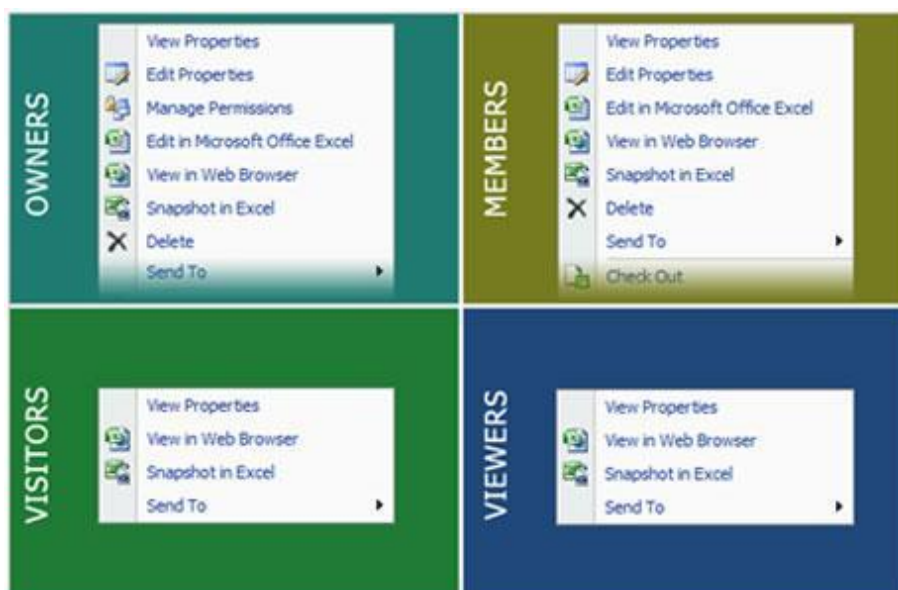 OWNERS
View Properties
Edit Properties
Manage Permissions
Edit in Microsoft Office Excel
View in Web Browser
Snapshot in Excel
Delete
Send To
MEMBERS
View Properties
Edit Properties
Edit in Microsoft Office Excel
View in Web Browser
Snapshot in Excel
Delete
Send To
Check Out
VISITORS
View Properties
View in Web Browser
Snapshot in Excel
Send To
VIEWERS
View Properties
View in Web Browser
Snapshot in Excel
Send To